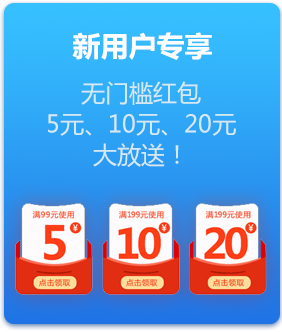 新用户专享
无门槛红包
5元、10元、20元
大放送！
满99元使用
5 ¥
点击领取
满199元使用
10 ¥
点击领取
满199元使用
20 ¥
点击领取